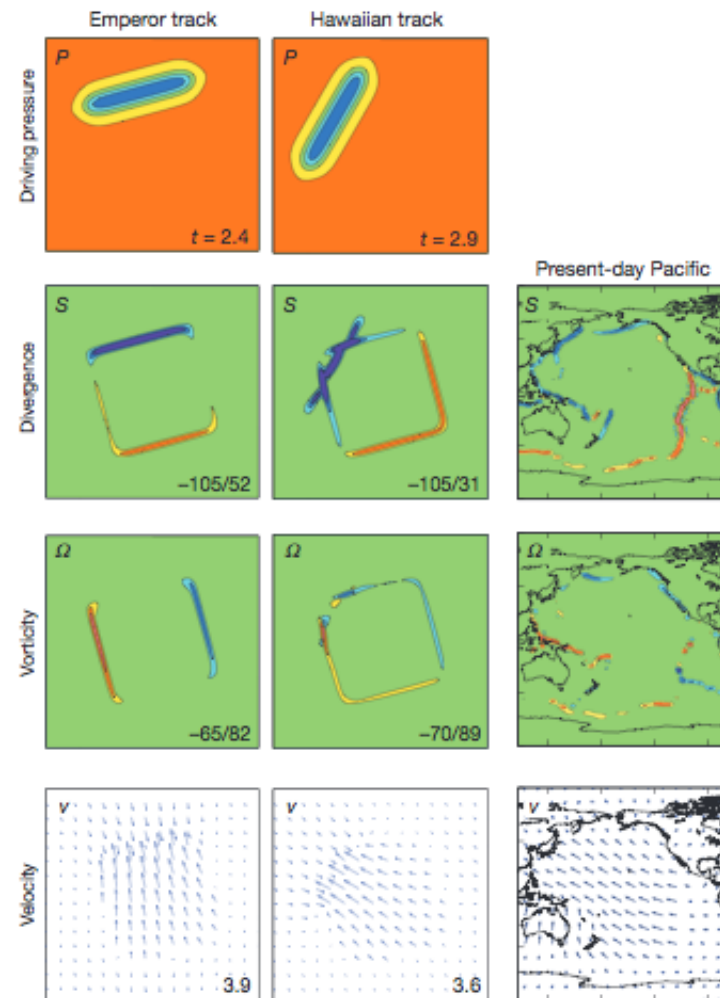 Emperor track Hawaiian track
Driving pressure
P P
t = 2.4 t = 2.9
Present-day Pacific
Divergence
S S S
−105/52 −105/31
Vorticity
Ω Ω Ω
−65/82 −70/89
Velocity
v v v
3.9 3.6